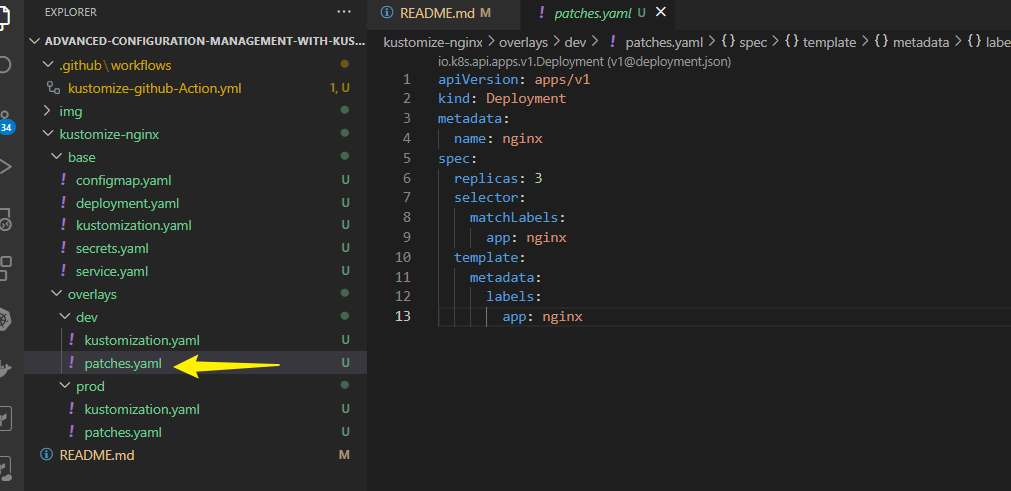 EXPLORER
ADVANCED-CONFIGURATION-MANAGEMENT-WITH-KUS...
.github\workflows
kustomize-github-Action.yml 1, U
img
kustomize-nginx
base
configmap.yaml U
deployment.yaml U
kustomization.yaml U
secrets.yaml U
service.yaml U
overlays
dev
kustomization.yaml U
patches.yaml U
prod
kustomization.yaml U
patches.yaml U
README.md M
34
README.md M
patches.yaml U
kustomize-nginx > overlays > dev > patches.yaml > {} spec > {} template > {} metadata > {} labe
io.k8s.api.apps.v1.Deployment (v1@deployment.json)
1 apiVersion: apps/v1
2 kind: Deployment
3 metadata:
4 name: nginx
5 spec:
6 replicas: 3
7 selector:
8 matchLabels:
9 app: nginx
10 template:
11 metadata:
12 labels:
13 app: nginx